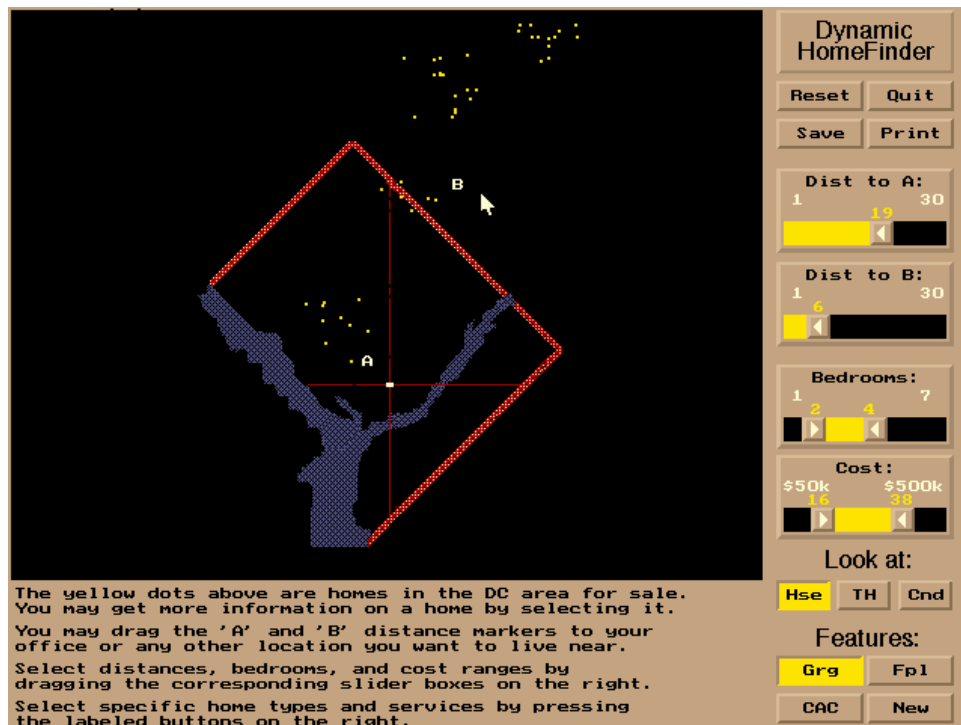 Dynamic
HomeFinder
Reset Quit
Save Print
Dist to A:
1 30
19
Dist to B:
1 30
6
Bedrooms:
1 7
2 4
Cost:
$50k $500k
16 38
Look at:
Hse TH Cnd
Features:
Grg Fpl
CAC New
B
A
The yellow dots above are homes in the DC area for sale.
You may get more information on a home by selecting it.
You may drag the 'A' and 'B' distance markers to your
office or any other location you want to live near.
Select distances, bedrooms, and cost ranges by
dragging the corresponding slider boxes on the right.
Select specific home types and services by pressing
the labeled buttons on the right.